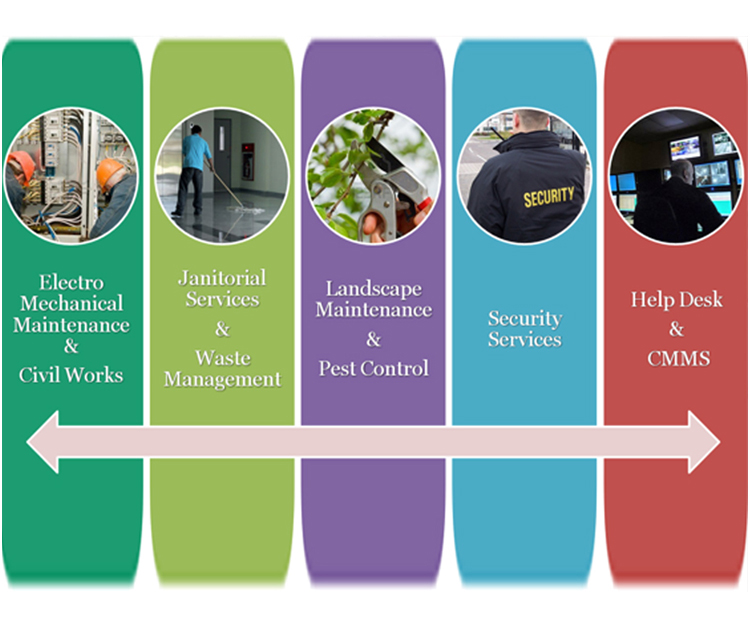 SECURITY
Electro
Mechanical
Maintenance
&
Civil Works
Janitorial
Services
&
Waste
Management
Landscape
Maintenance
&
Pest Control
Security
Services
Help Desk
&
CMMS